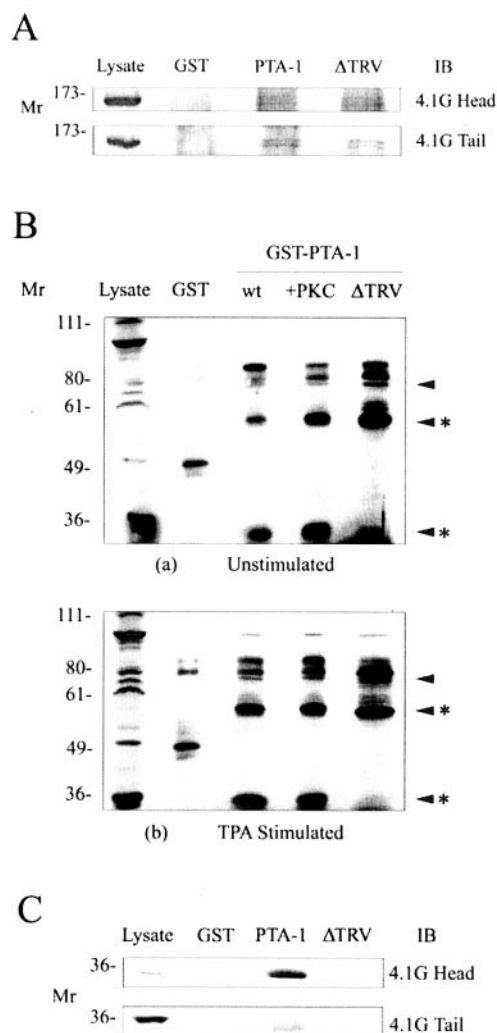 A
Lysate GST PTA-1 ΔTRV IB
Mr
173- 4.1G Head
173- 4.1G Tail
B
GST-PTA-1
Mr Lysate GST wt +PKC ΔTRV
111-
80-
61-
*
49-
36-
*
(a) Unstimulated
111-
80-
61-
*
49-
36-
*
(b) TPA Stimulated
C
Lysate GST PTA-1 ΔTRV IB
36- 4.1G Head
Mr
36- 4.1G Tail